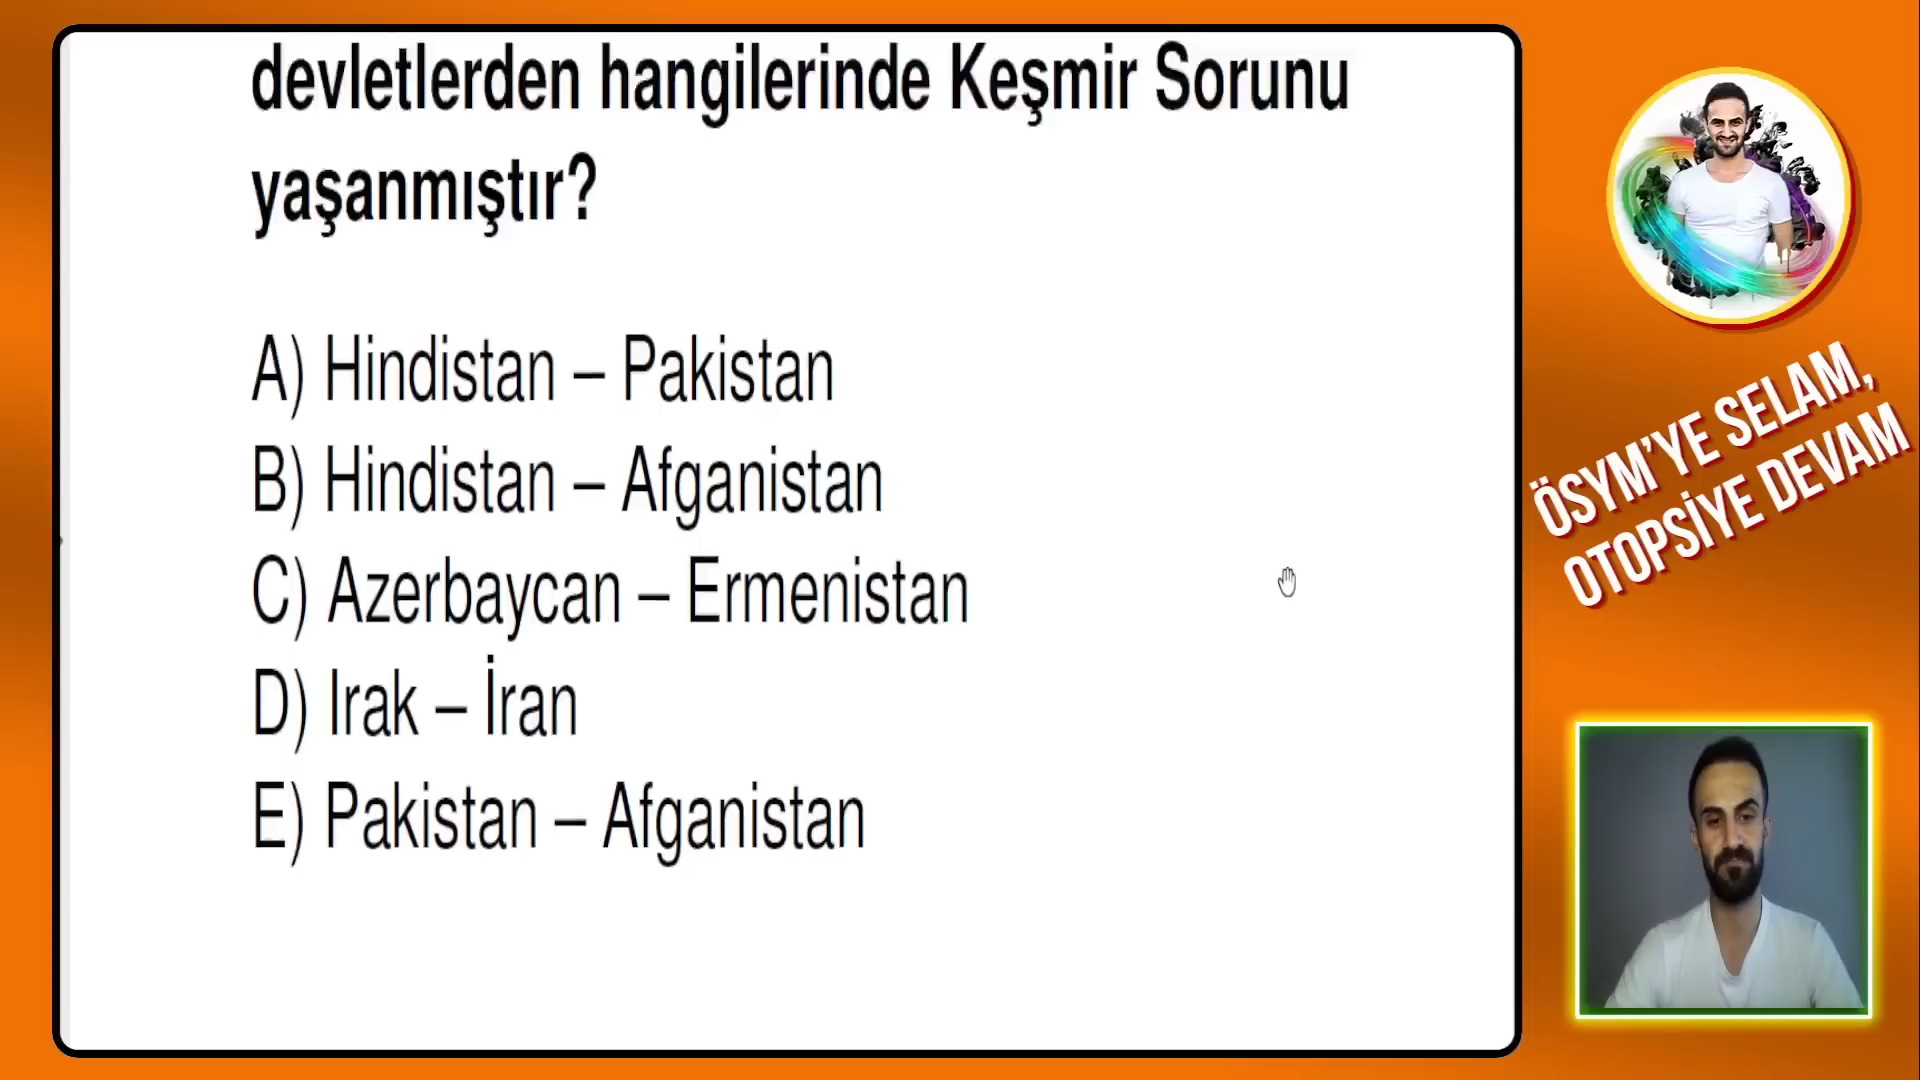 devletlerden hangilerinde Keşmir Sorunu
yaşanmıştır?
A) Hindistan – Pakistan
B) Hindistan – Afganistan
C) Azerbaycan – Ermenistan
D) Irak – İran
E) Pakistan – Afganistan
ÖSYM'YE SELAM,
OTOPSİYE DEVAM